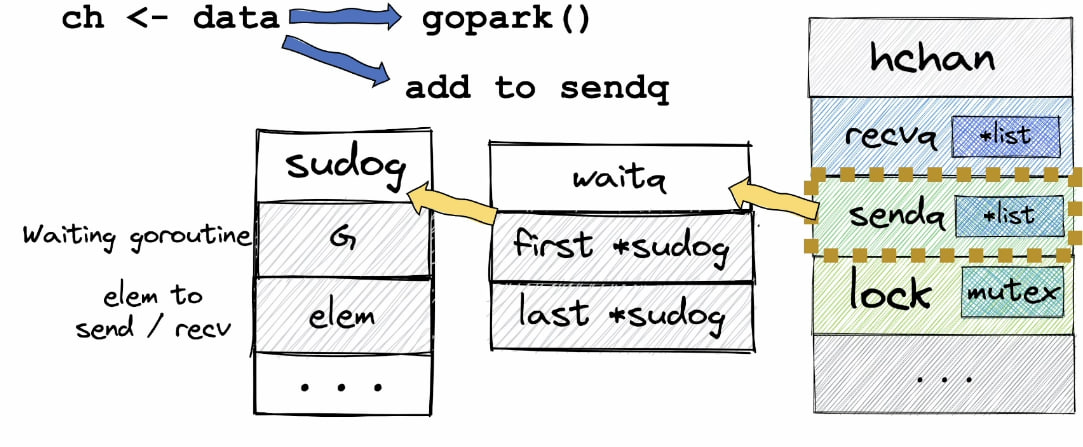 ch <- data
gopark()
add to sendq
hchan
recvq
*list
sendq
*list
lock
mutex
. . .
waitq
first *sudog
last *sudog
sudog
Waiting goroutine
G
elem to
send / recv
elem
. . .